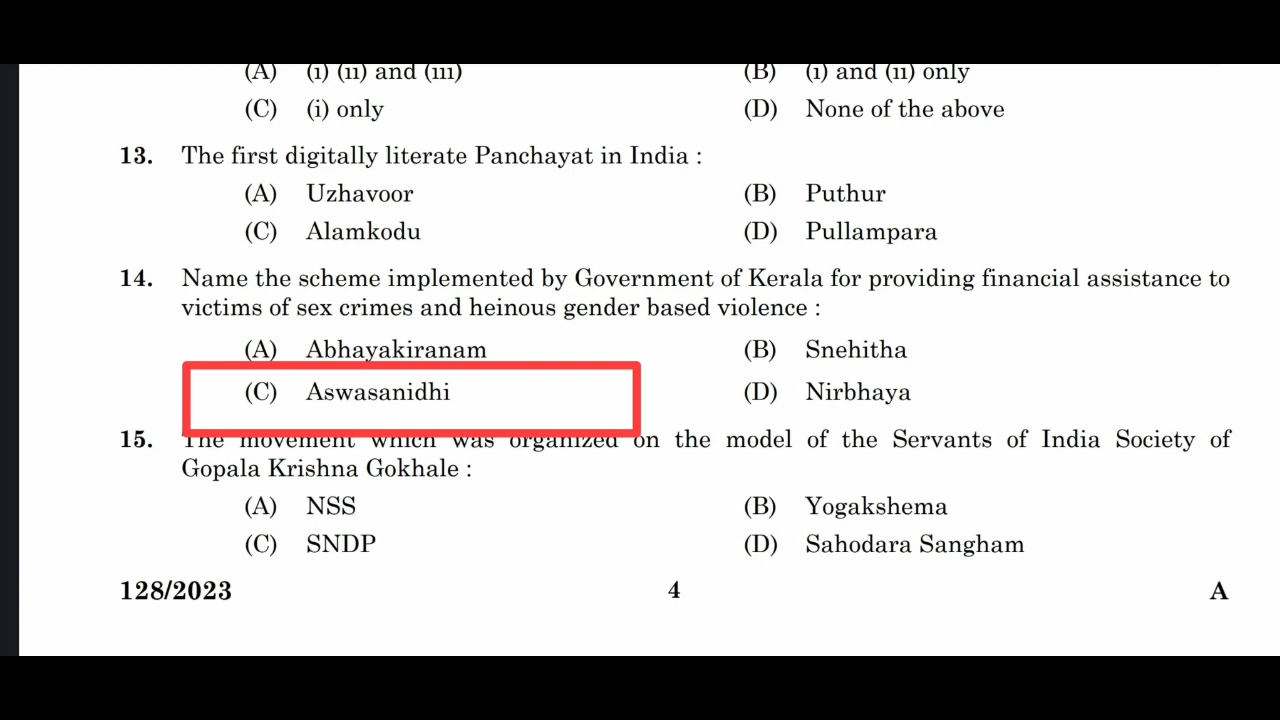 (A) (i) (ii) and (iii) (B) (i) and (ii) only
(C) (i) only (D) None of the above
13. The first digitally literate Panchayat in India :
(A) Uzhavoor (B) Puthur
(C) Alamkodu (D) Pullampara
14. Name the scheme implemented by Government of Kerala for providing financial assistance to
victims of sex crimes and heinous gender based violence :
(A) Abhayakiranam (B) Snehitha
(C) Aswasanidhi (D) Nirbhaya
15. The movement which was organized on the model of the Servants of India Society of
Gopala Krishna Gokhale :
(A) NSS (B) Yogakshema
(C) SNDP (D) Sahodara Sangham
128/2023 4 A